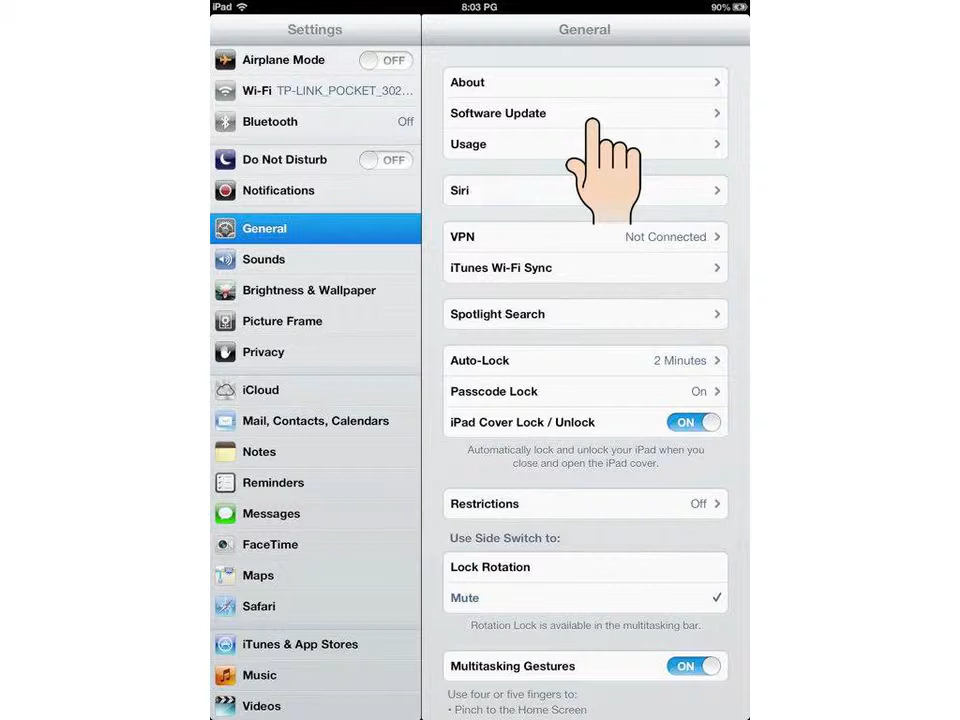 iPad
8:03 PG
90%
Settings
Airplane Mode OFF
Wi-Fi TP-LINK_POCKET_302...
Bluetooth Off
Do Not Disturb OFF
Notifications
General
Sounds
Brightness & Wallpaper
Picture Frame
Privacy
iCloud
Mail, Contacts, Calendars
Notes
Reminders
Messages
FaceTime
Maps
Safari
iTunes & App Stores
Music
Videos
General
About
Software Update
Usage
Siri
VPN Not Connected
iTunes Wi-Fi Sync
Spotlight Search
Auto-Lock 2 Minutes
Passcode Lock On
iPad Cover Lock / Unlock ON
Automatically lock and unlock your iPad when you
close and open the iPad cover.
Restrictions Off
Use Side Switch to:
Lock Rotation
Mute
Rotation Lock is available in the multitasking bar.
Multitasking Gestures ON
Use four or five fingers to:
• Pinch to the Home Screen